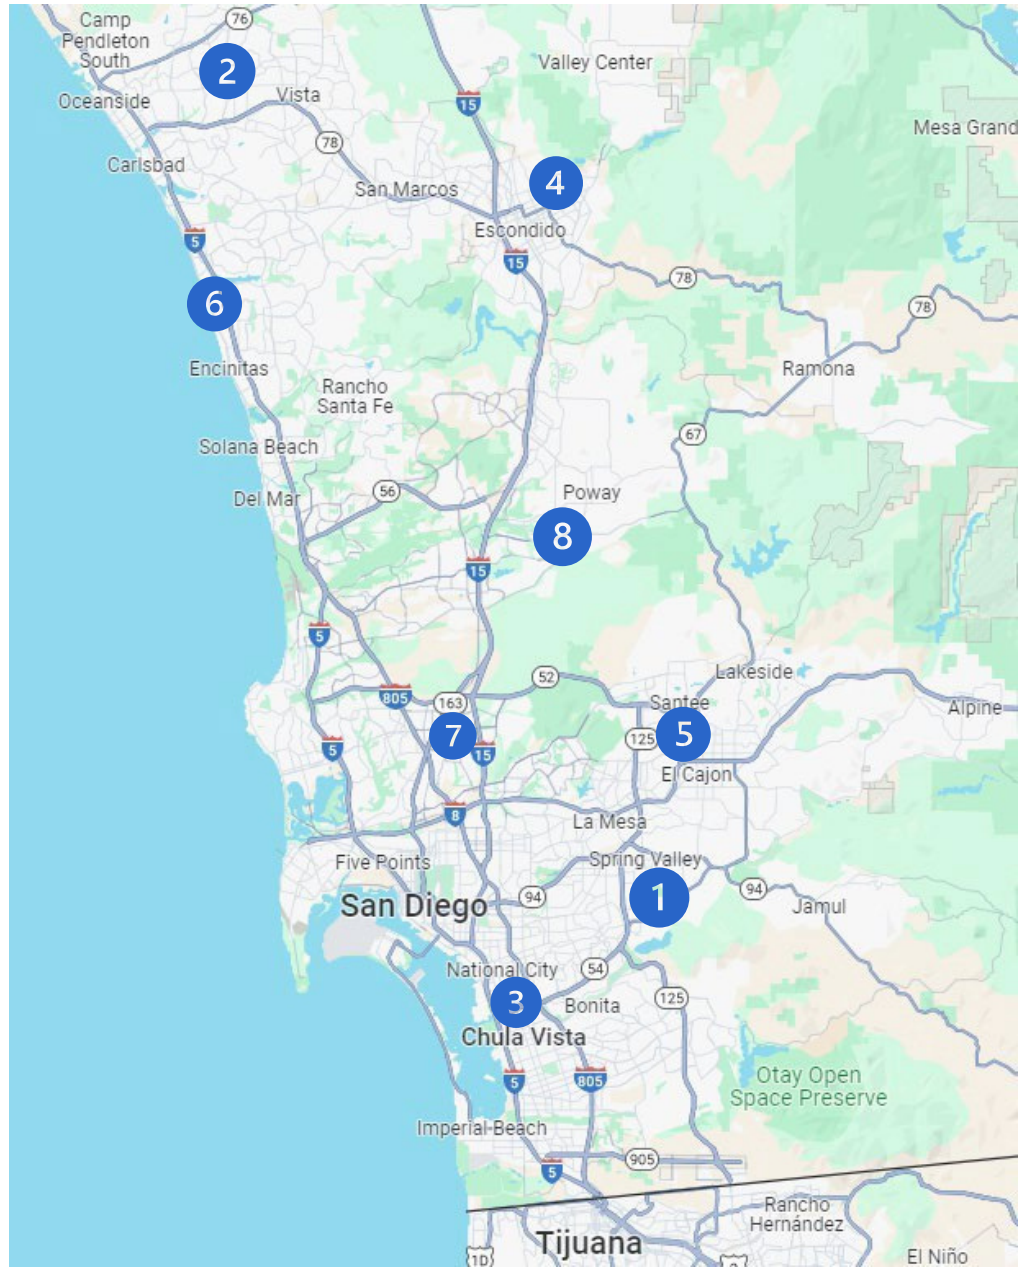 Camp
Pendleton
South
76
2
Valley Center
Oceanside
Vista
15
Mesa Grand
78
Carlsbad
San Marcos
4
Escondido
5
15
78
6
78
Encinitas
Ramona
Rancho
Santa Fe
67
Solana Beach
56
Poway
Del Mar
8
15
5
Lakeside
52
805
163
Santee
Alpine
7
125
5
5
15
El Cajon
8
La Mesa
Five Points
Spring Valley
94
1
94
San Diego
Jamul
National City
54
3
Bonita
125
Chula Vista
5
805
Otay Open
Space Preserve
Imperial Beach
905
5
Rancho
Hernández
Tijuana
1D
2
El Niño